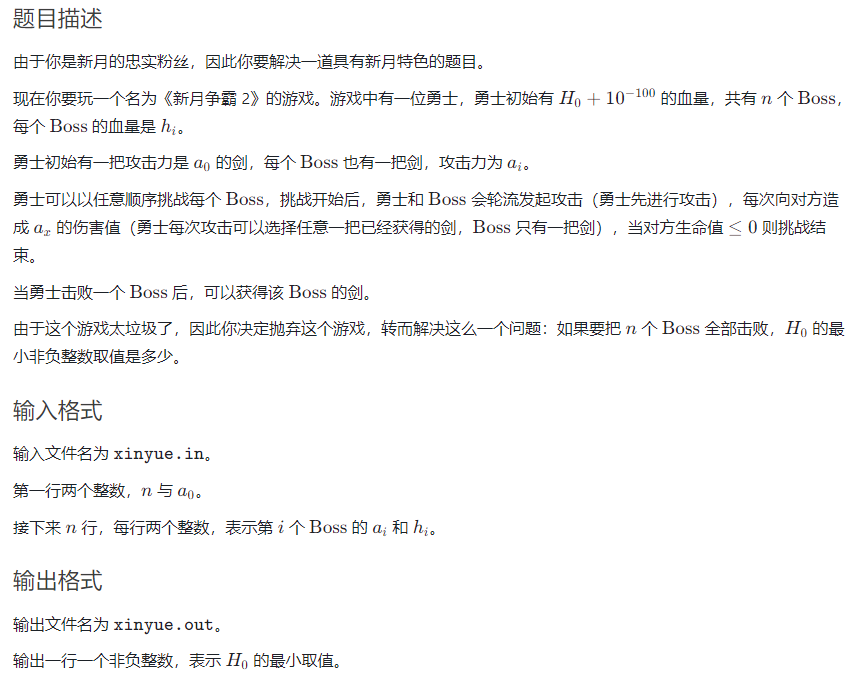 题目描述
由于你是新月的忠实粉丝，因此你要解决一道具有新月特色的题目。
现在你要玩一个名为《新月争霸 2》的游戏。游戏中有一位勇士，勇士初始有 H₀ + 10⁻¹⁰⁰ 的血量，共有 n 个 Boss，
每个 Boss 的血量是 hᵢ。
勇士初始有一把攻击力是 a₀ 的剑，每个 Boss 也有一把剑，攻击力为 aᵢ。
勇士可以以任意顺序挑战每个 Boss，挑战开始后，勇士和 Boss 会轮流发起攻击（勇士先进行攻击），每次向对方造
成 aₓ 的伤害值（勇士每次攻击可以选择任意一把已经获得的剑，Boss 只有一把剑），当对方生命值 ≤ 0 则挑战结
束。
当勇士击败一个 Boss 后，可以获得该 Boss 的剑。
由于这个游戏太垃圾了，因此你决定抛弃这个游戏，转而解决这么一个问题：如果要把 n 个 Boss 全部击败，H₀ 的最
小非负整数取值是多少。
输入格式
输入文件名为 xinyue.in。
第一行两个整数，n 与 a₀。
接下来 n 行，每行两个整数，表示第 i 个 Boss 的 aᵢ 和 hᵢ。
输出格式
输出文件名为 xinyue.out。
输出一行一个非负整数，表示 H₀ 的最小取值。